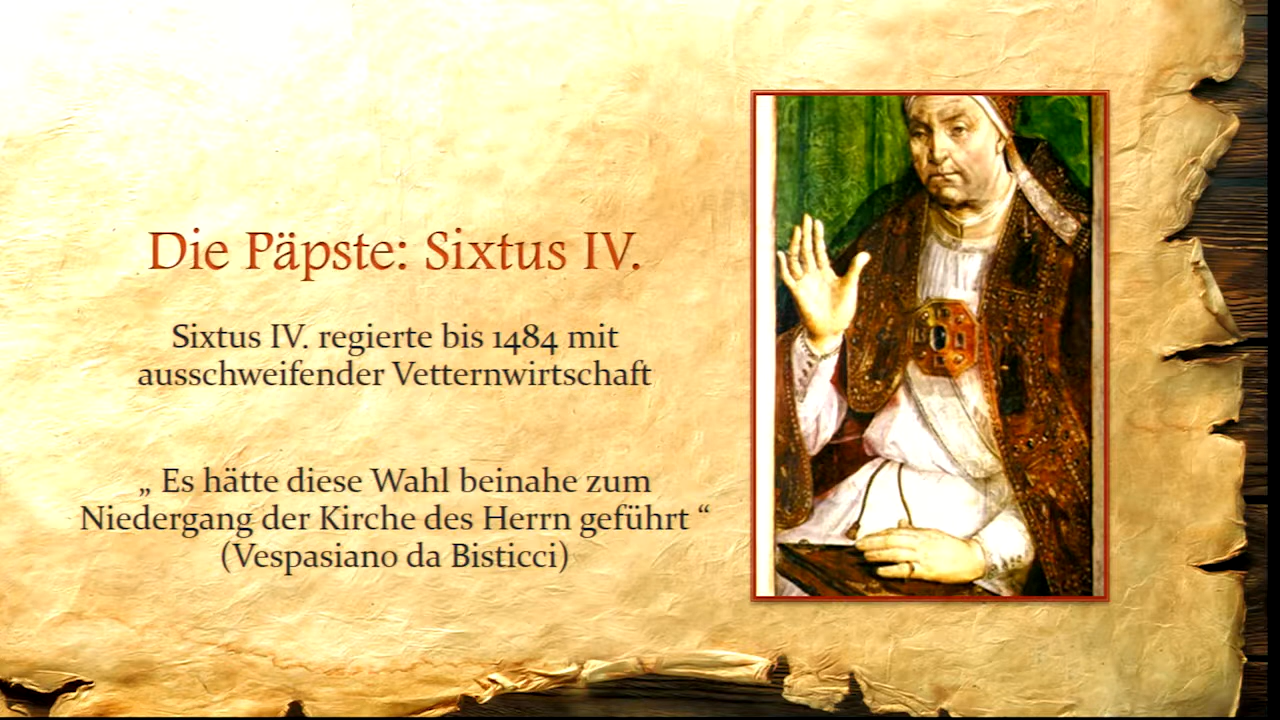 Die Päpste: Sixtus IV.
Sixtus IV. regierte bis 1484 mit
ausschweifender Vetternwirtschaft
„ Es hätte diese Wahl beinahe zum
Niedergang der Kirche des Herrn geführt “
(Vespasiano da Bisticci)